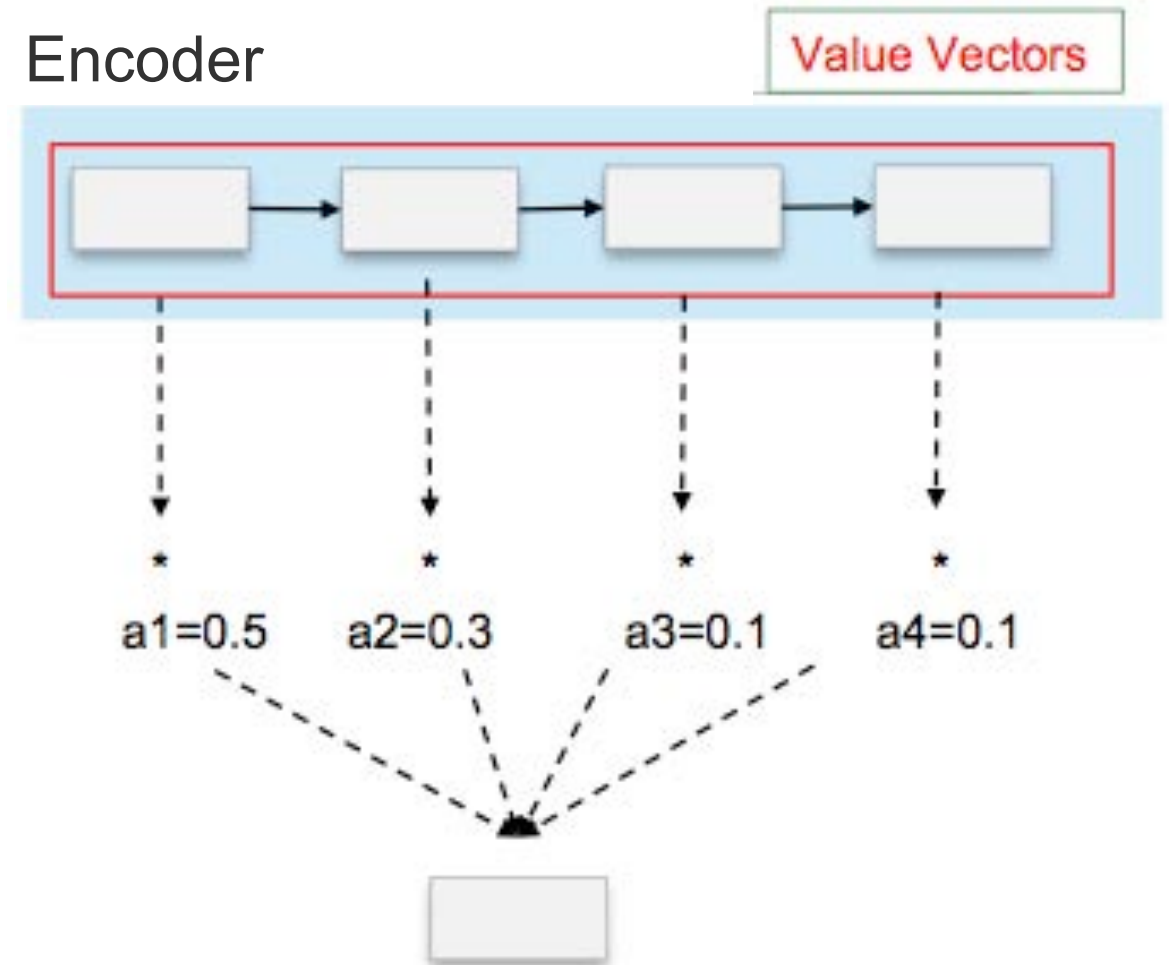 Encoder
Value Vectors
* * * *
a1=0.5 a2=0.3 a3=0.1 a4=0.1